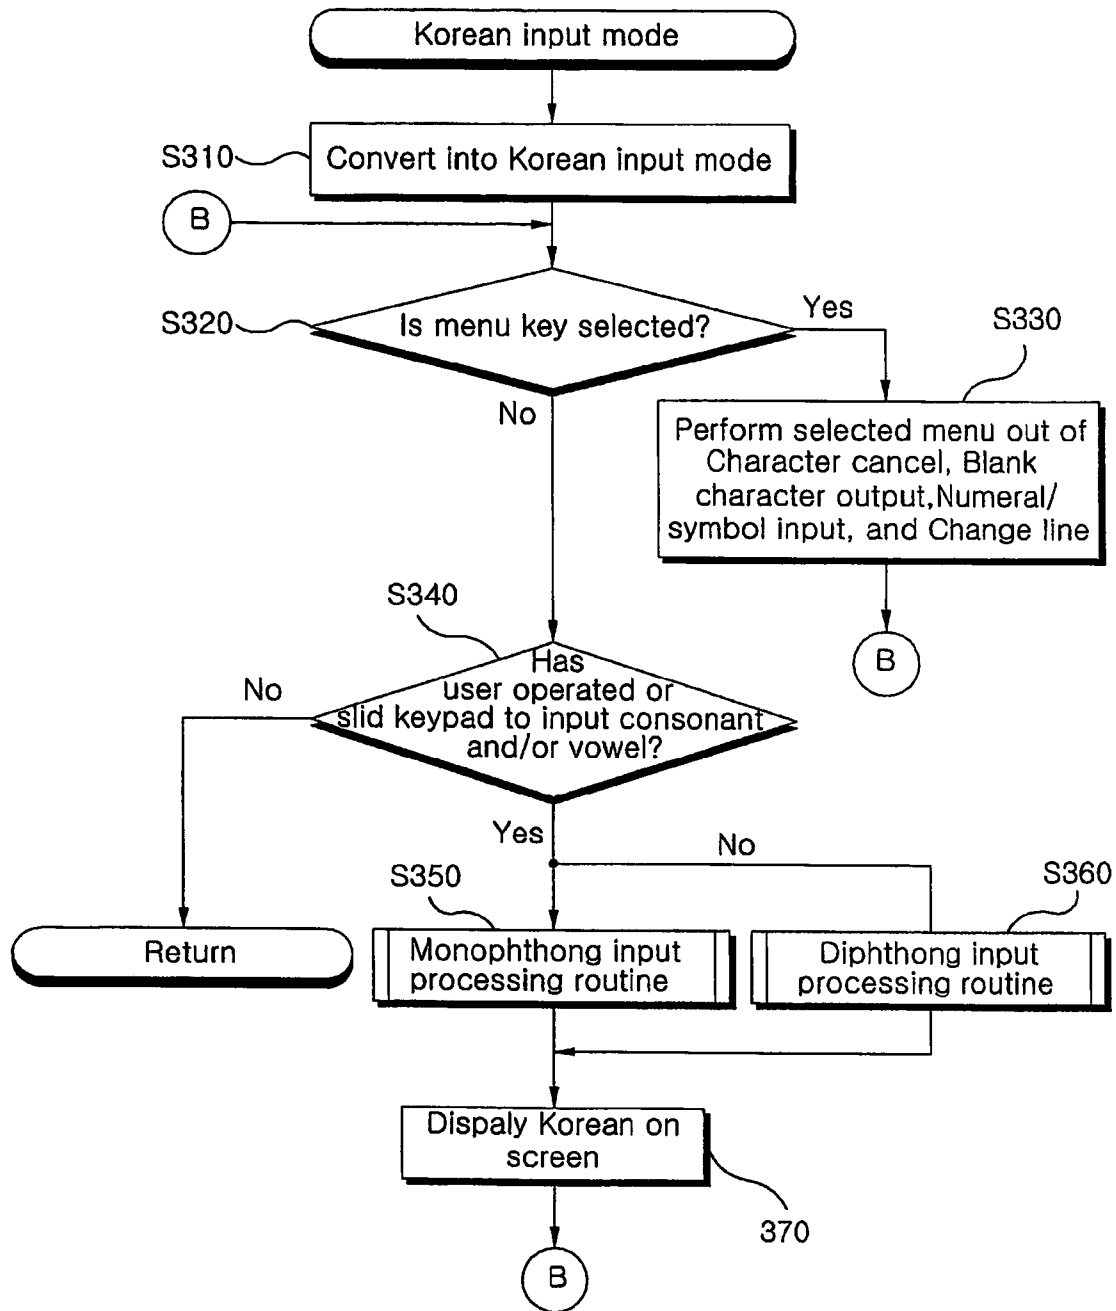 Korean input mode
S310
Convert into Korean input mode
B
S320
Is menu key selected?
Yes
S330
No
Perform selected menu out of
Character cancel, Blank
character output,Numeral/
symbol input, and Change line
S340
B
Has
user operated or
slid keypad to input consonant
and/or vowel?
No
Yes
No
S350
S360
Return
Monophthong input
processing routine
Diphthong input
processing routine
Dispaly Korean on
screen
370
B